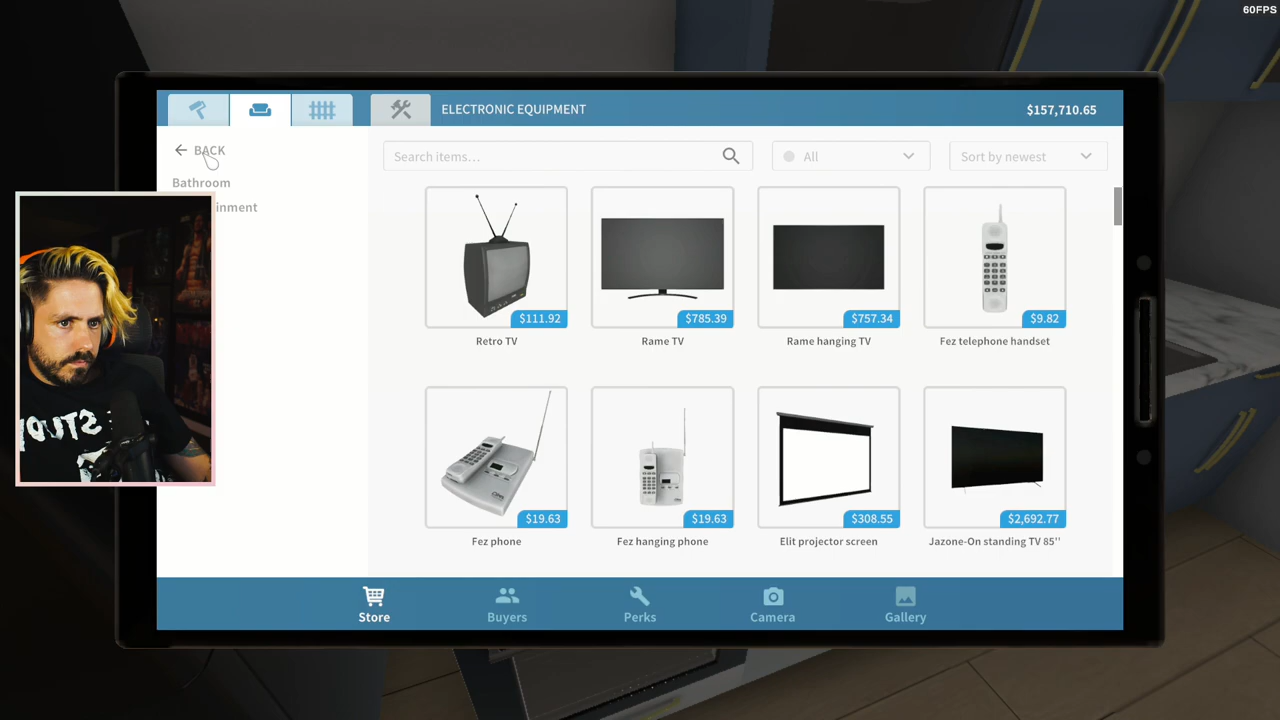 60FPS
ELECTRONIC EQUIPMENT
$157,710.65
BACK
Search items...
All
Sort by newest
Bathroom
inment
$111.92
$785.39
$757.34
$9.82
Retro TV
Rame TV
Rame hanging TV
Fez telephone handset
$19.63
$19.63
$308.55
$2,692.77
Fez phone
Fez hanging phone
Elit projector screen
Jazone-On standing TV 85''
Store
Buyers
Perks
Camera
Gallery